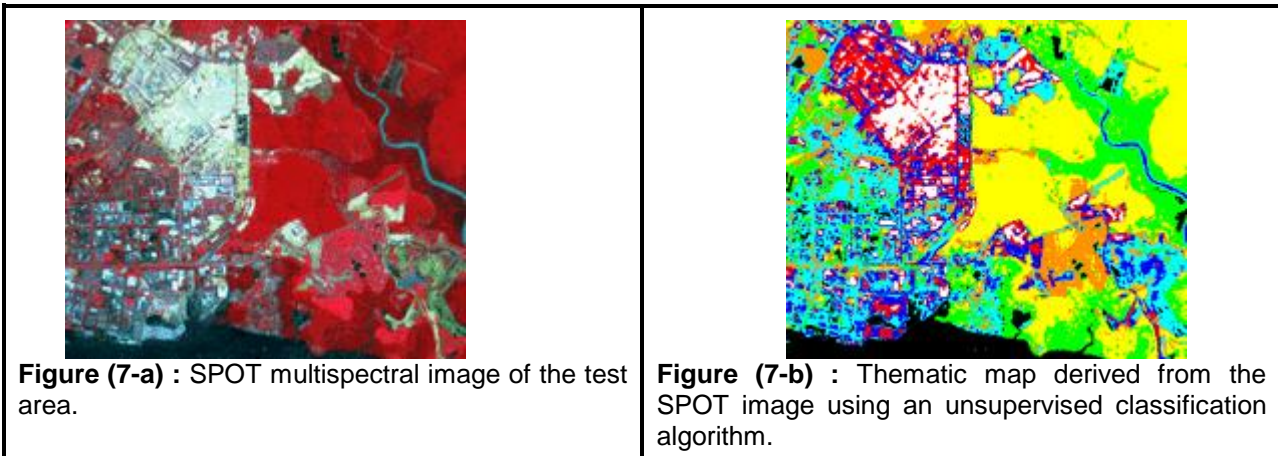 Figure (7-a) : SPOT multispectral image of the test
area.
Figure (7-b) : Thematic map derived from the
SPOT image using an unsupervised classification
algorithm.